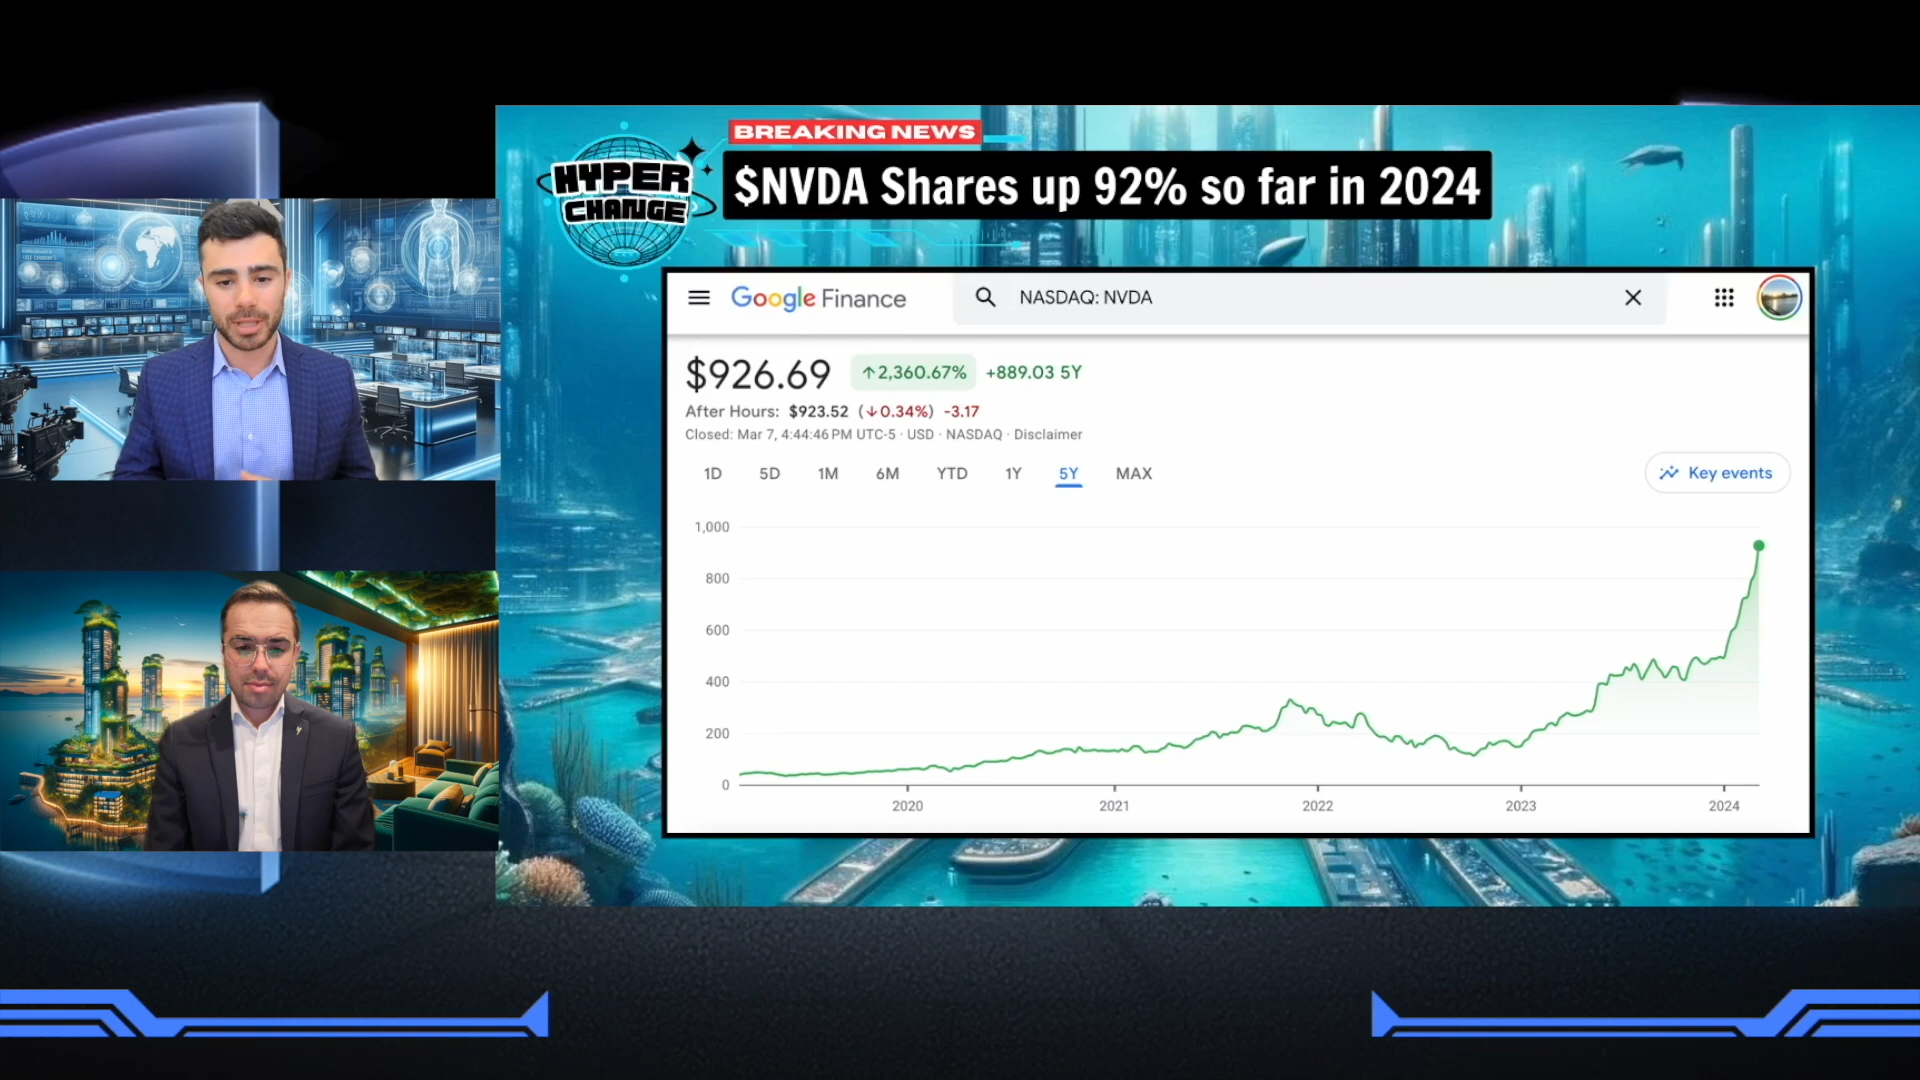 BREAKING NEWS
HYPER
CHANGE
$NVDA Shares up 92% so far in 2024
Google Finance
NASDAQ: NVDA
$926.69
↑2,360.67%
+889.03 5Y
After Hours: $923.52 (↓0.34%) -3.17
Closed: Mar 7, 4:44:46 PM UTC-5 · USD · NASDAQ · Disclaimer
1D 5D 1M 6M YTD 1Y 5Y MAX
Key events
1,000
800
600
400
200
0
2020 2021 2022 2023 2024